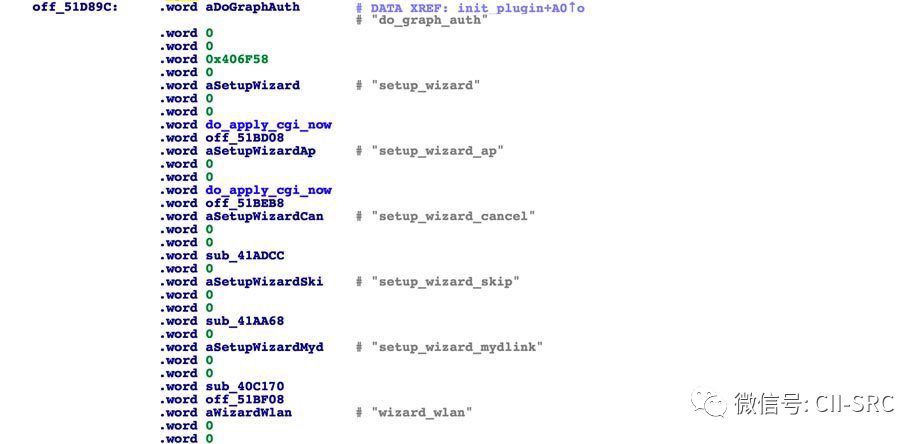 off_51D89C: .word aDoGraphAuth # DATA XREF: init_plugin+A0↑o
# "do_graph_auth"
.word 0
.word 0
.word 0x406F58
.word 0
.word aSetupWizard # "setup_wizard"
.word 0
.word 0
.word do_apply_cgi_now
.word off_51BD08
.word aSetupWizardAp # "setup_wizard_ap"
.word 0
.word 0
.word do_apply_cgi_now
.word off_51BEB8
.word aSetupWizardCan # "setup_wizard_cancel"
.word 0
.word 0
.word sub_41ADCC
.word 0
.word aSetupWizardSki # "setup_wizard_skip"
.word 0
.word 0
.word sub_41AA68
.word 0
.word aSetupWizardMyd # "setup_wizard_mydlink"
.word 0
.word 0
.word sub_40C170
.word off_51BF08
.word aWizardWlan # "wizard_wlan"
.word 0
.word 0
微信号: CII-SRC